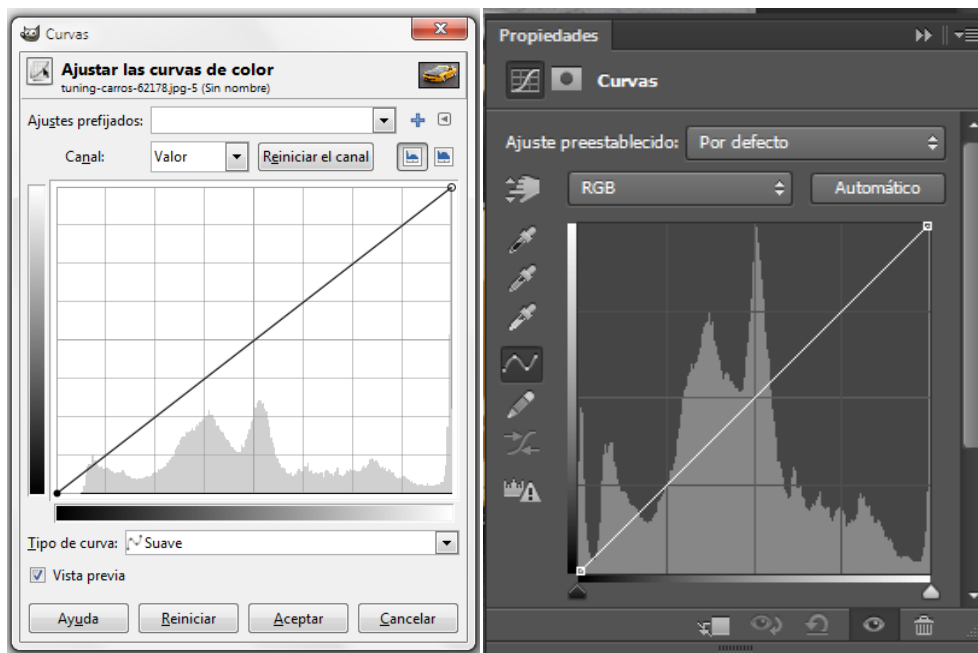 Curvas
Ajustar las curvas de color
tuning-carros-62178.jpg-5 (Sin nombre)
Ajustes prefijados:
Canal: Valor Reiniciar el canal
Tipo de curva: Suave
Vista previa
Ayuda Reiniciar Aceptar Cancelar
Propiedades
Curvas
Ajuste preestablecido: Por defecto
RGB Automático